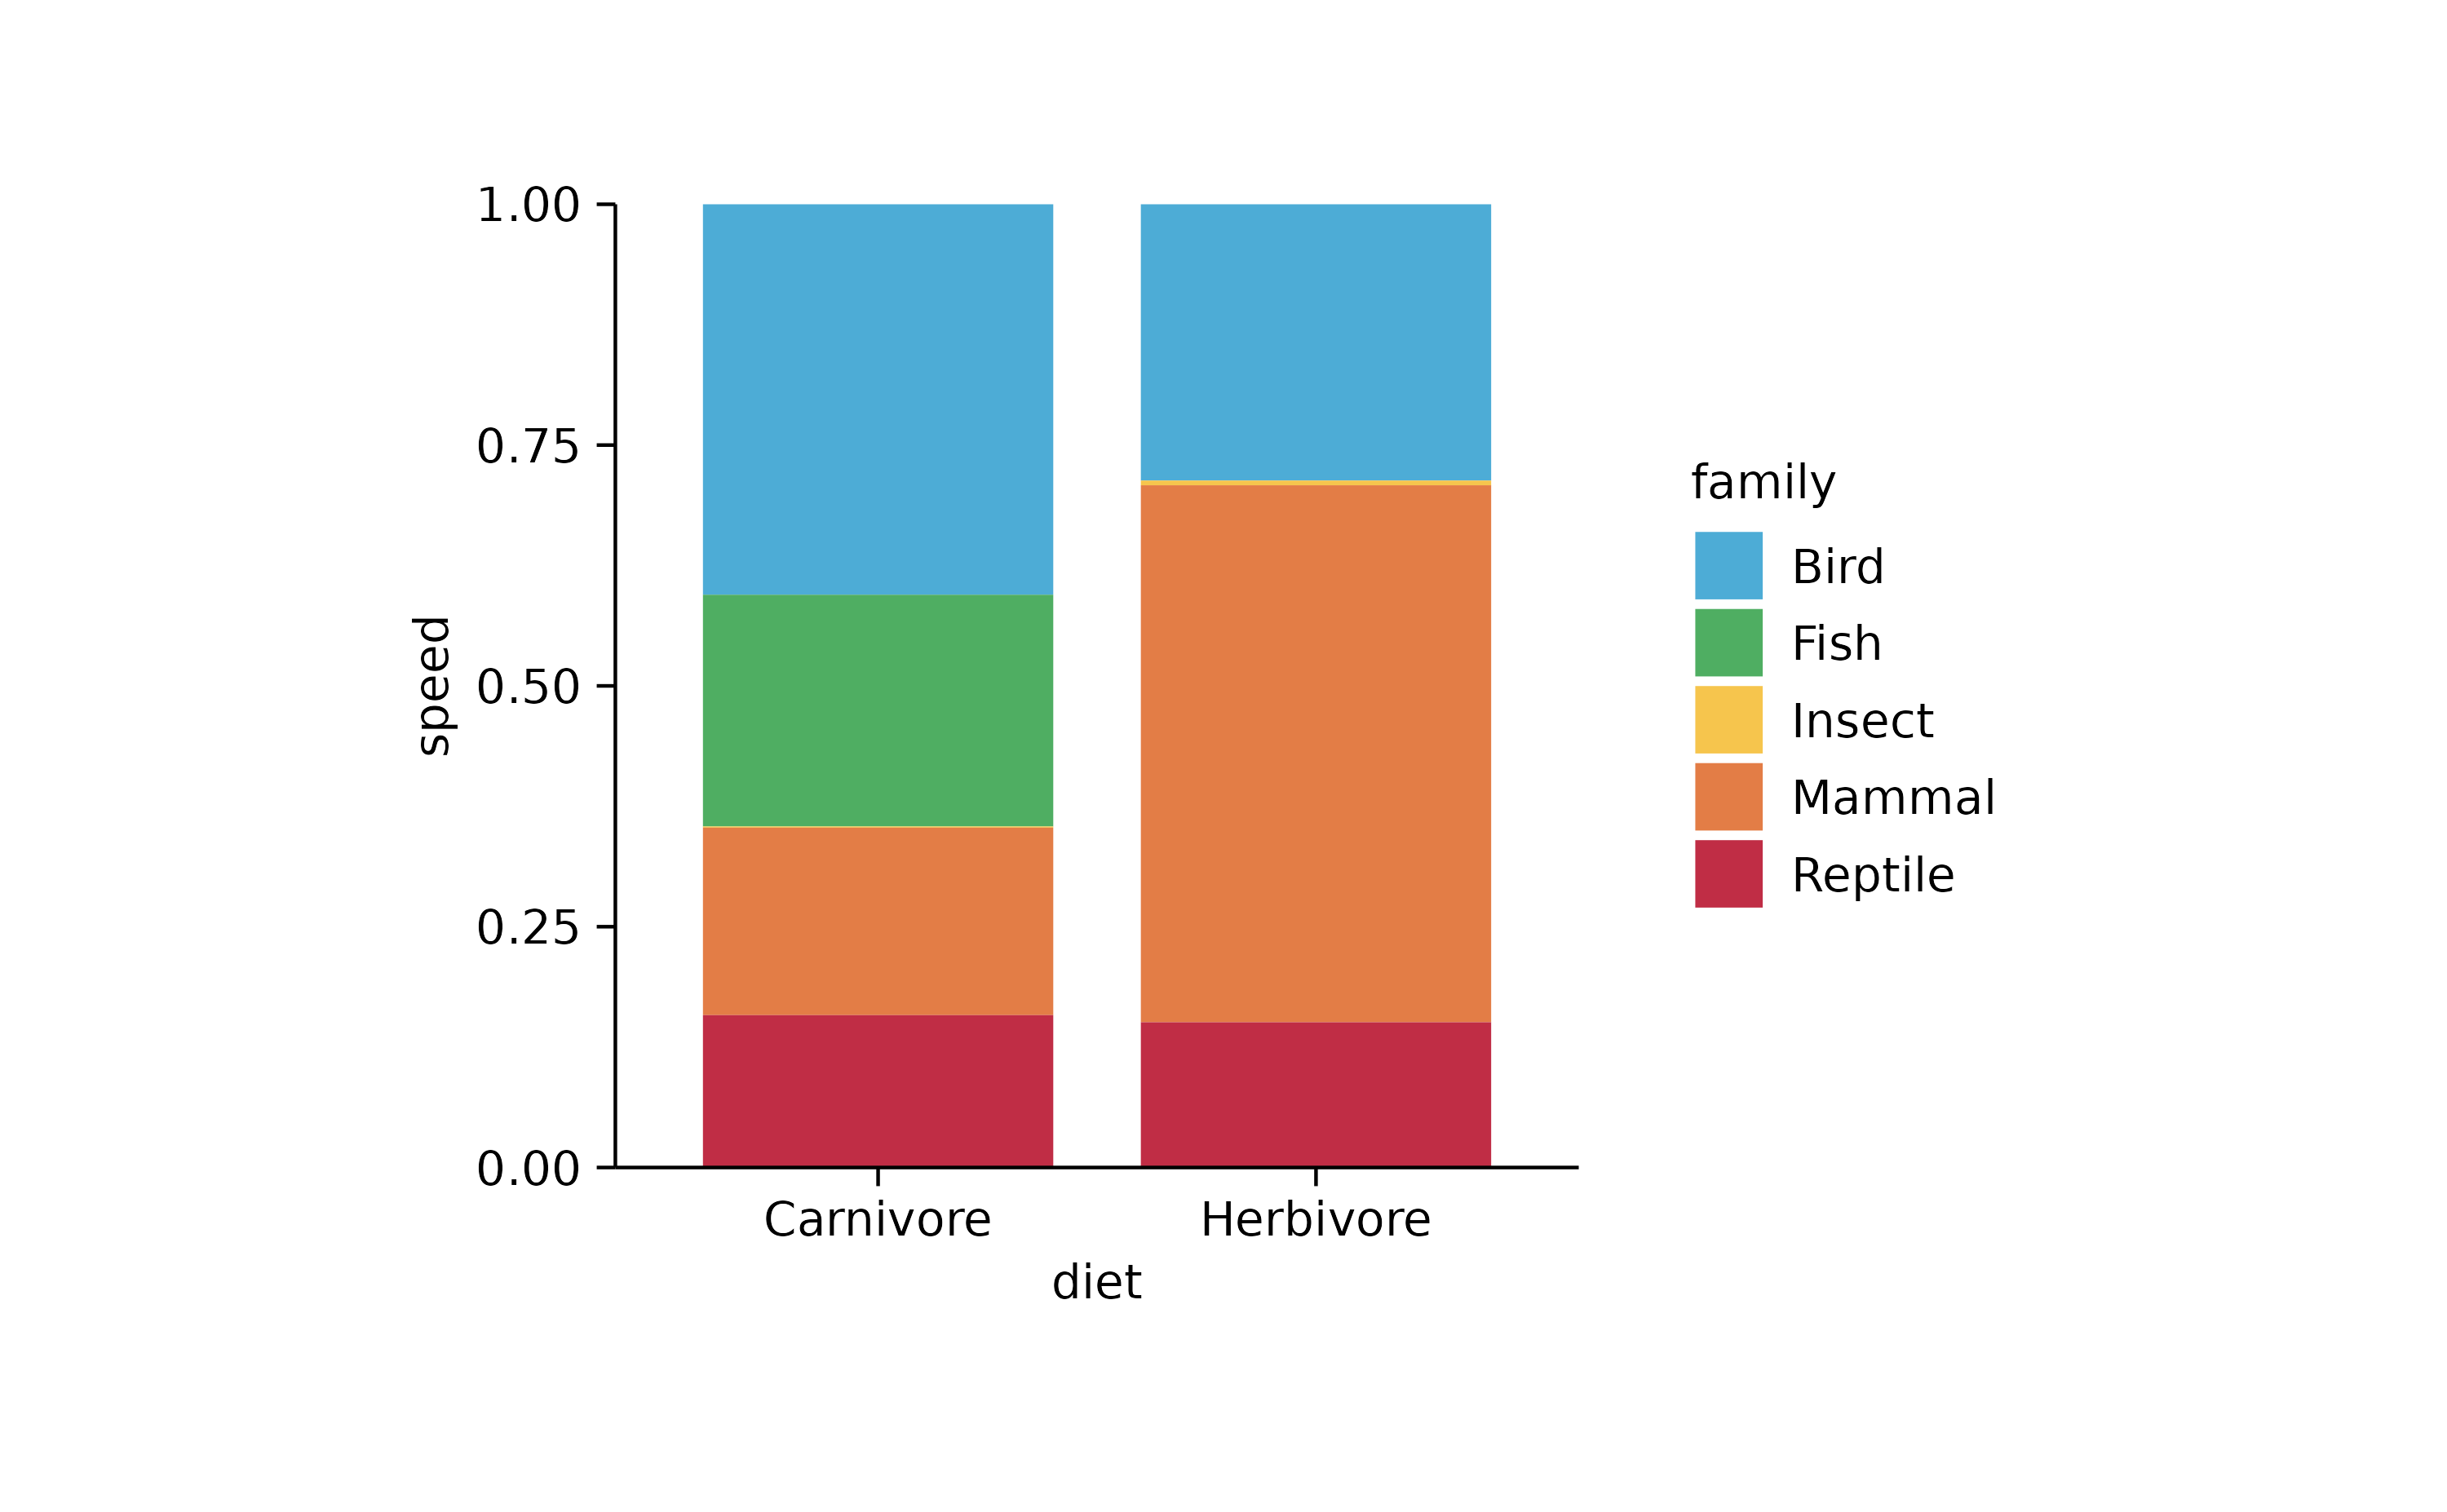 1.00
0.75
0.50
0.25
0.00
speed
Carnivore
Herbivore
diet
family
Bird
Fish
Insect
Mammal
Reptile